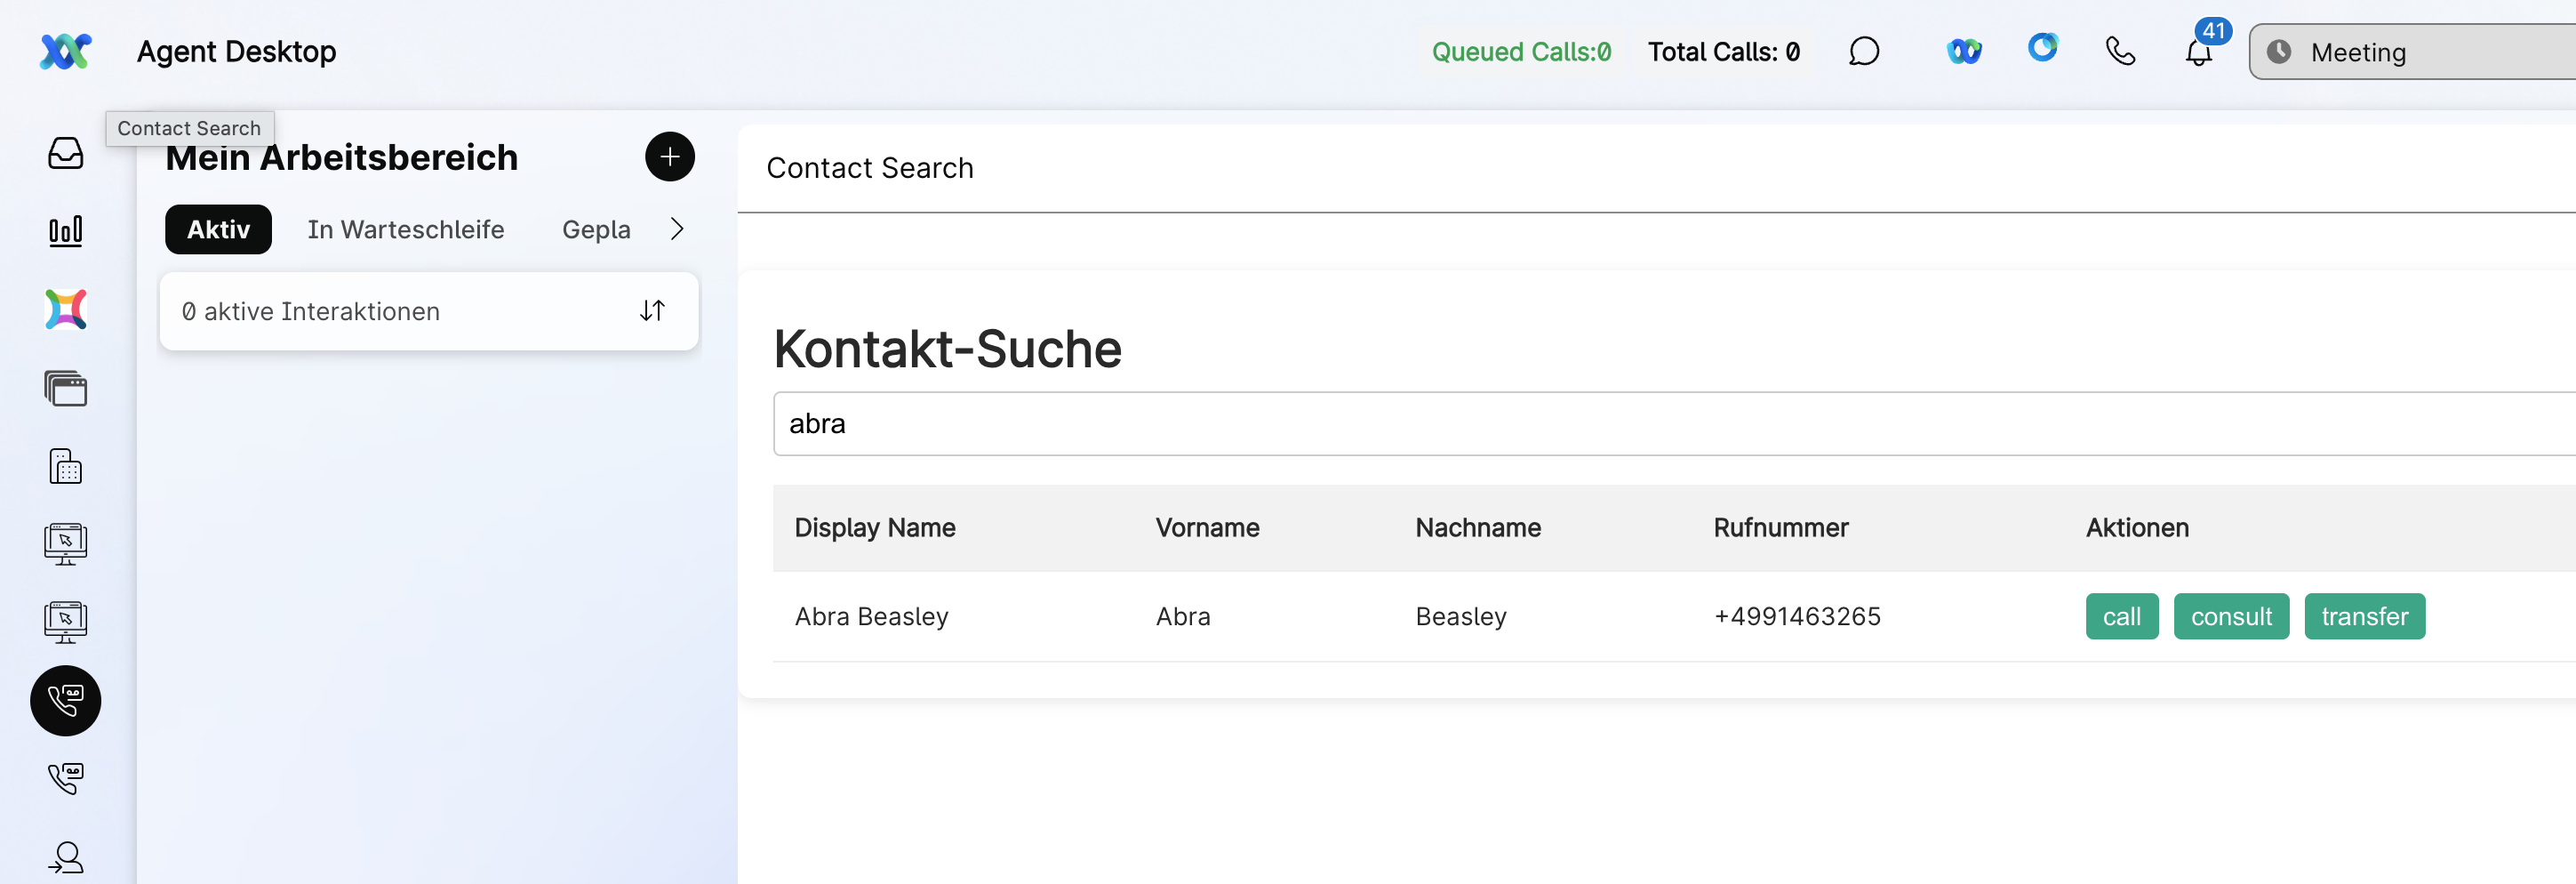 Agent Desktop
Queued Calls:0
Total Calls: 0
41
Meeting
Contact Search
Mein Arbeitsbereich
Aktiv
In Warteschleife
Gepla
0 aktive Interaktionen
Contact Search
Kontakt-Suche
abra
Display Name
Vorname
Nachname
Rufnummer
Aktionen
Abra Beasley
Abra
Beasley
+4991463265
call
consult
transfer